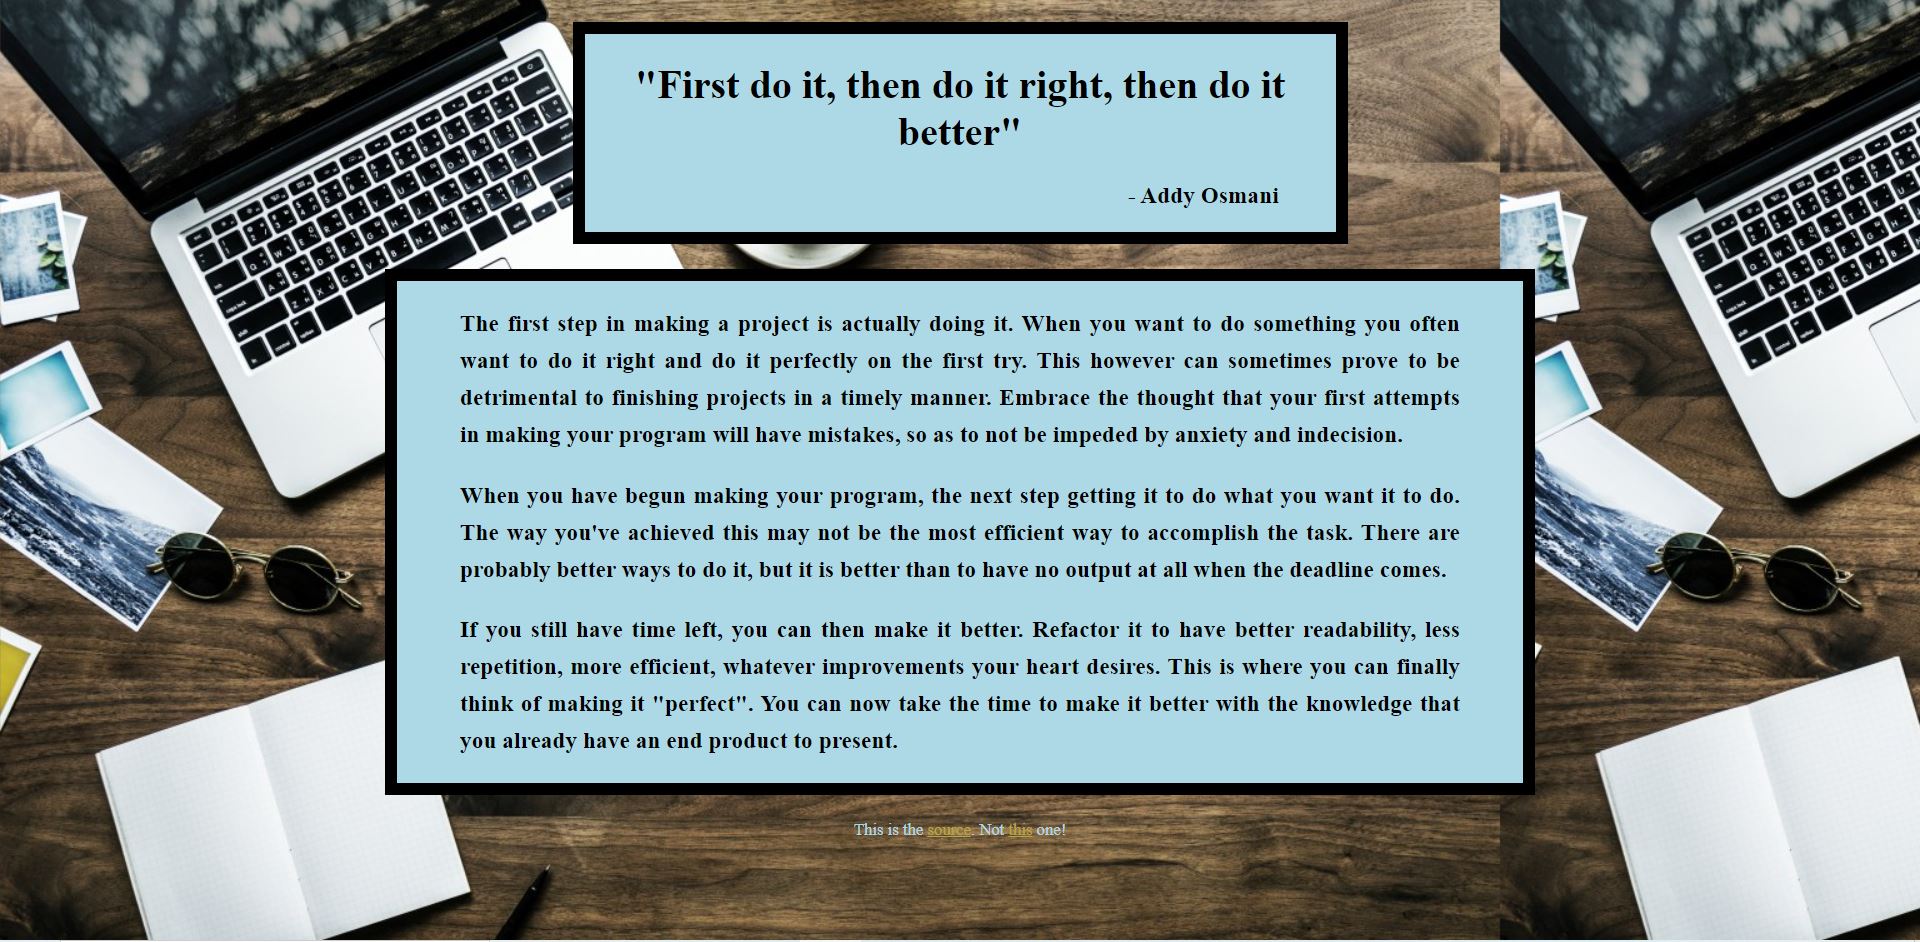 "First do it, then do it right, then do it
better"
- Addy Osmani
The first step in making a project is actually doing it. When you want to do something you often
want to do it right and do it perfectly on the first try. This however can sometimes prove to be
detrimental to finishing projects in a timely manner. Embrace the thought that your first attempts
in making your program will have mistakes, so as to not be impeded by anxiety and indecision.
When you have begun making your program, the next step getting it to do what you want it to do.
The way you've achieved this may not be the most efficient way to accomplish the task. There are
probably better ways to do it, but it is better than to have no output at all when the deadline comes.
If you still have time left, you can then make it better. Refactor it to have better readability, less
repetition, more efficient, whatever improvements your heart desires. This is where you can finally
think of making it "perfect". You can now take the time to make it better with the knowledge that
you already have an end product to present.
This is the source. Not this one!